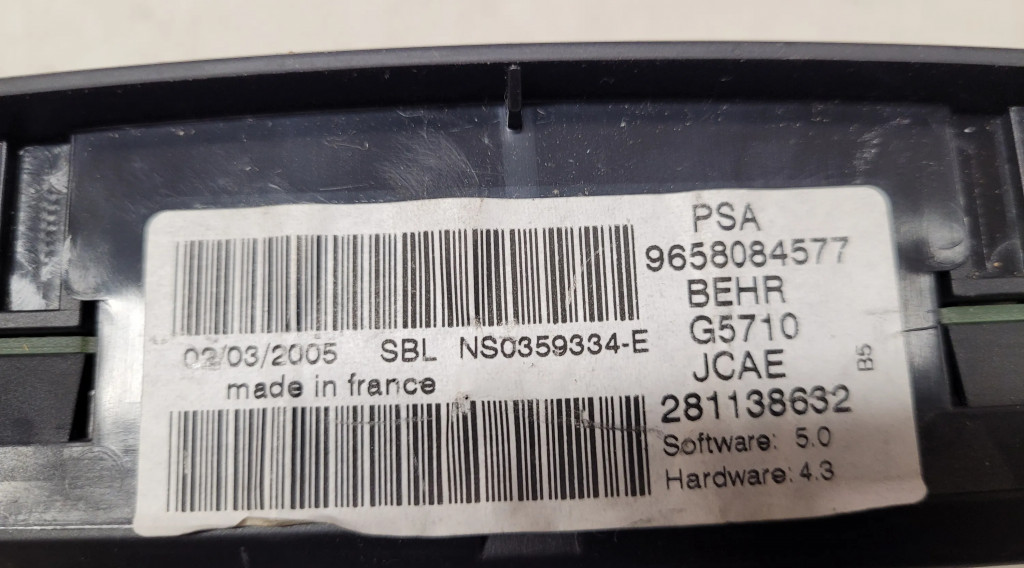 PSA
9658084577
BEHR
G5710
JCAE
281138632
Software: 5.0
Hardware: 4.3
B5
02/03/2005 SBL NS0359334-E
made in france